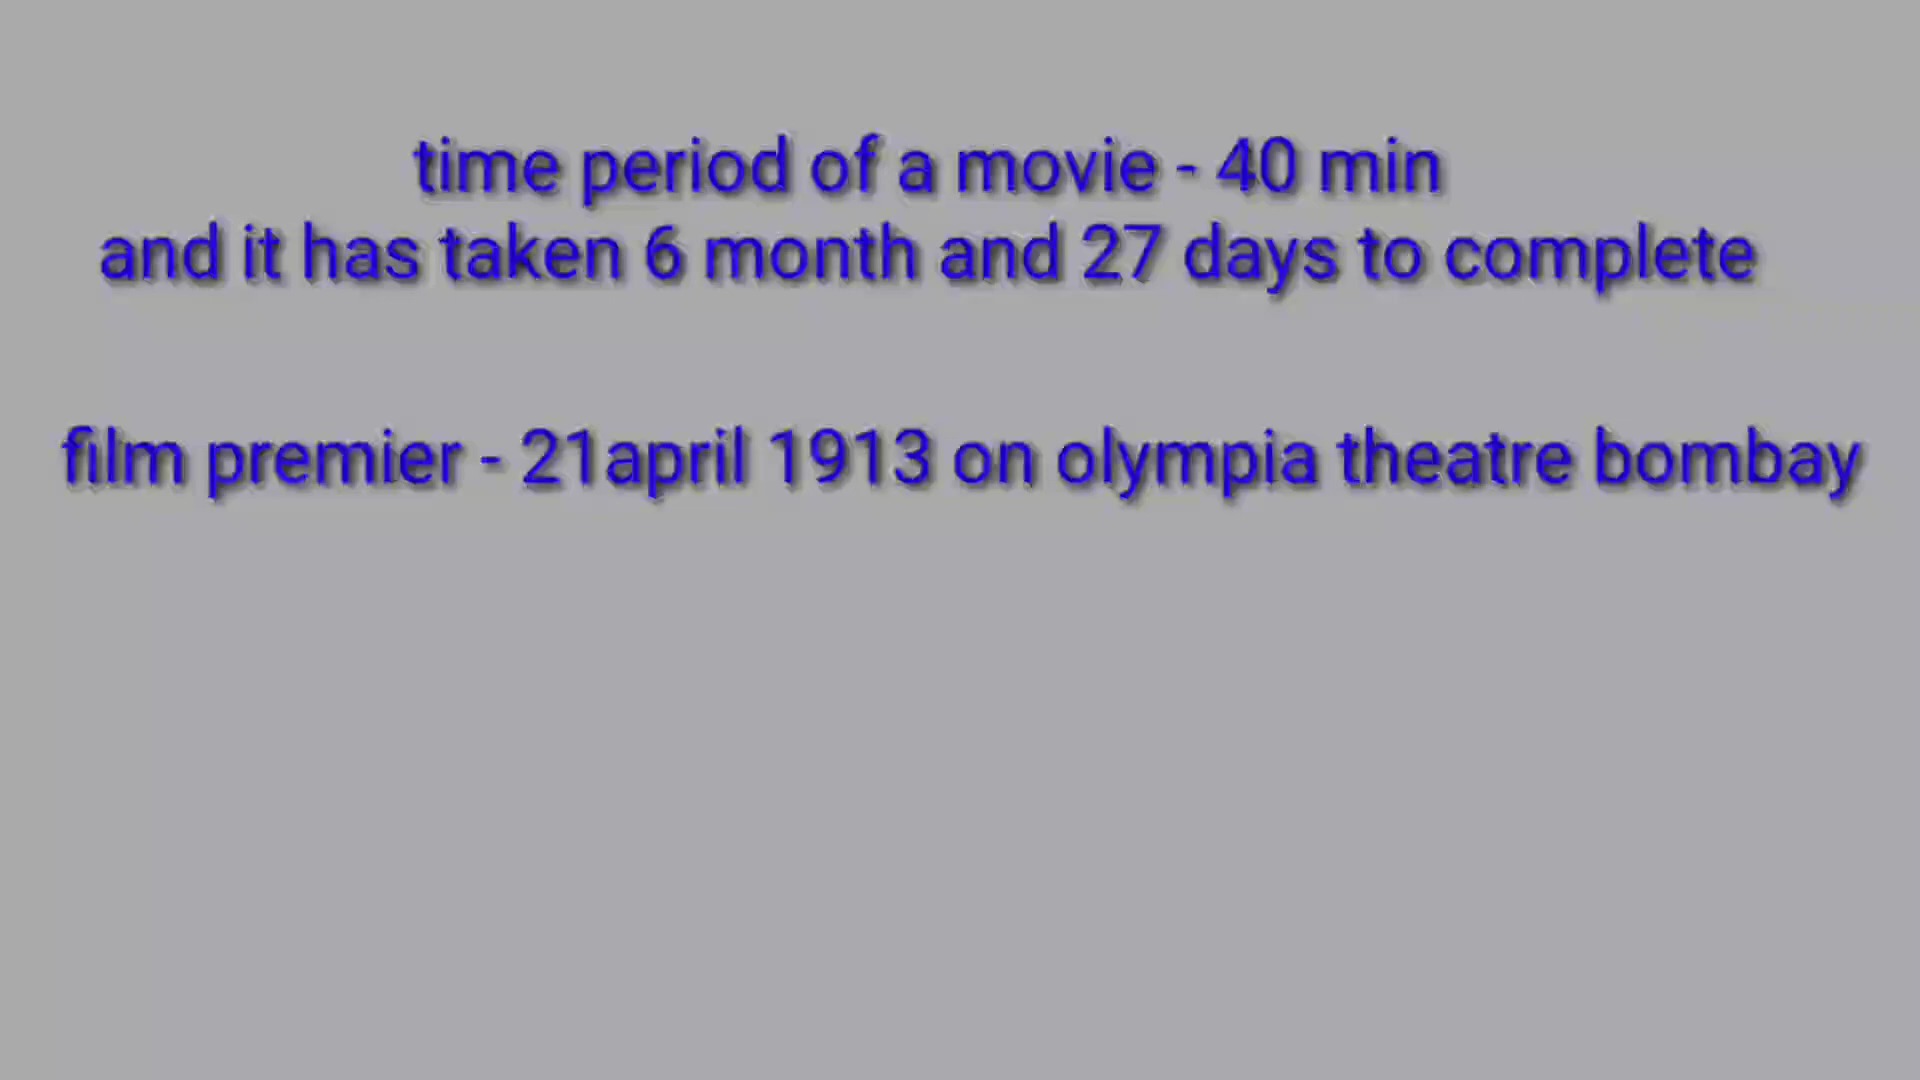 time period of a movie - 40 min
and it has taken 6 month and 27 days to complete
film premier - 21april 1913 on olympia theatre bombay